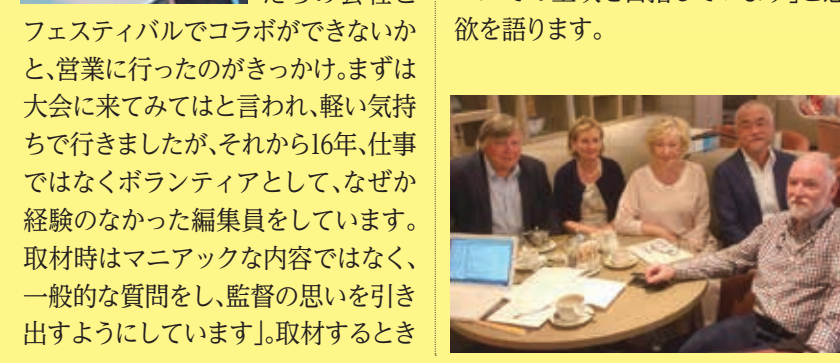 フェスティバルでコラボができないか
と、営業に行ったのがきっかけ。まずは
大会に来てみてはと言われ、軽い気持
ちで行きましたが、それから16年、仕事
ではなくボランティアとして、なぜか
経験のなかった編集員をしています。
取材時はマニアックな内容ではなく、
一般的な質問をし、監督の思いを引き
出すようにしています」。取材するとき
欲を語ります。